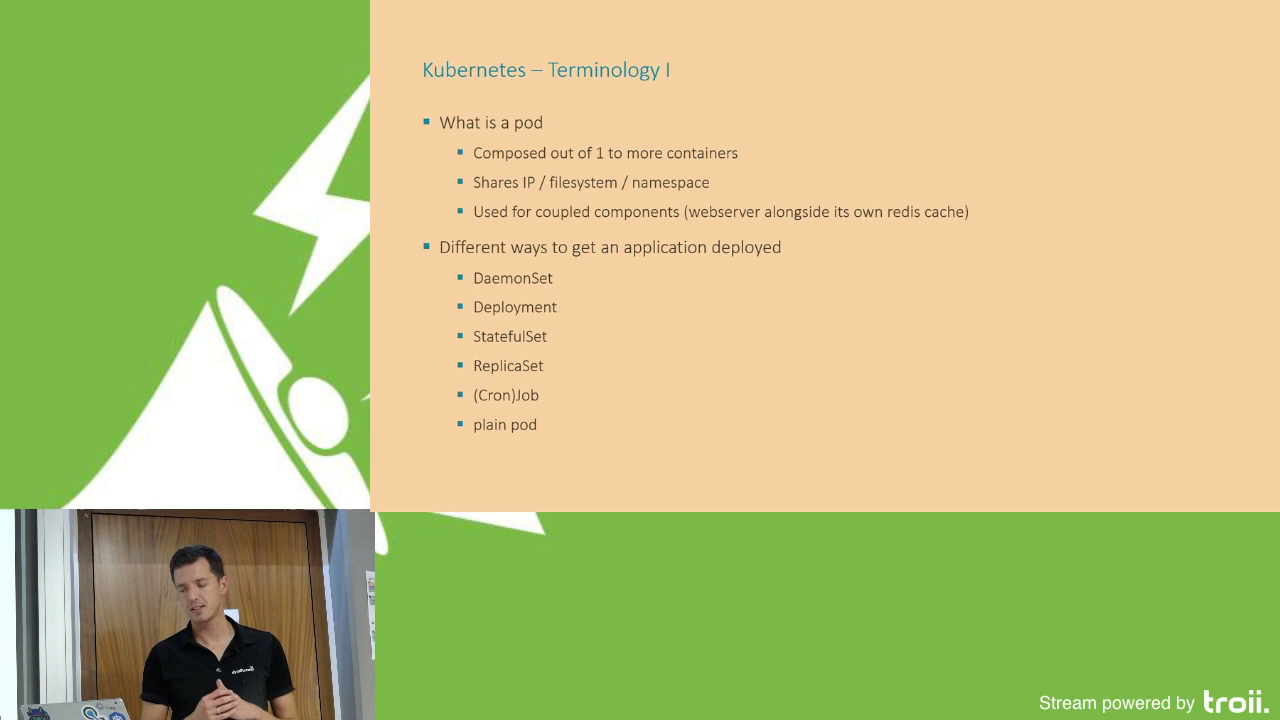 Kubernetes – Terminology I
What is a pod
Composed out of 1 to more containers
Shares IP / filesystem / namespace
Used for coupled components (webserver alongside its own redis cache)
Different ways to get an application deployed
DaemonSet
Deployment
StatefulSet
ReplicaSet
(Cron)Job
plain pod
Stream powered by troii.